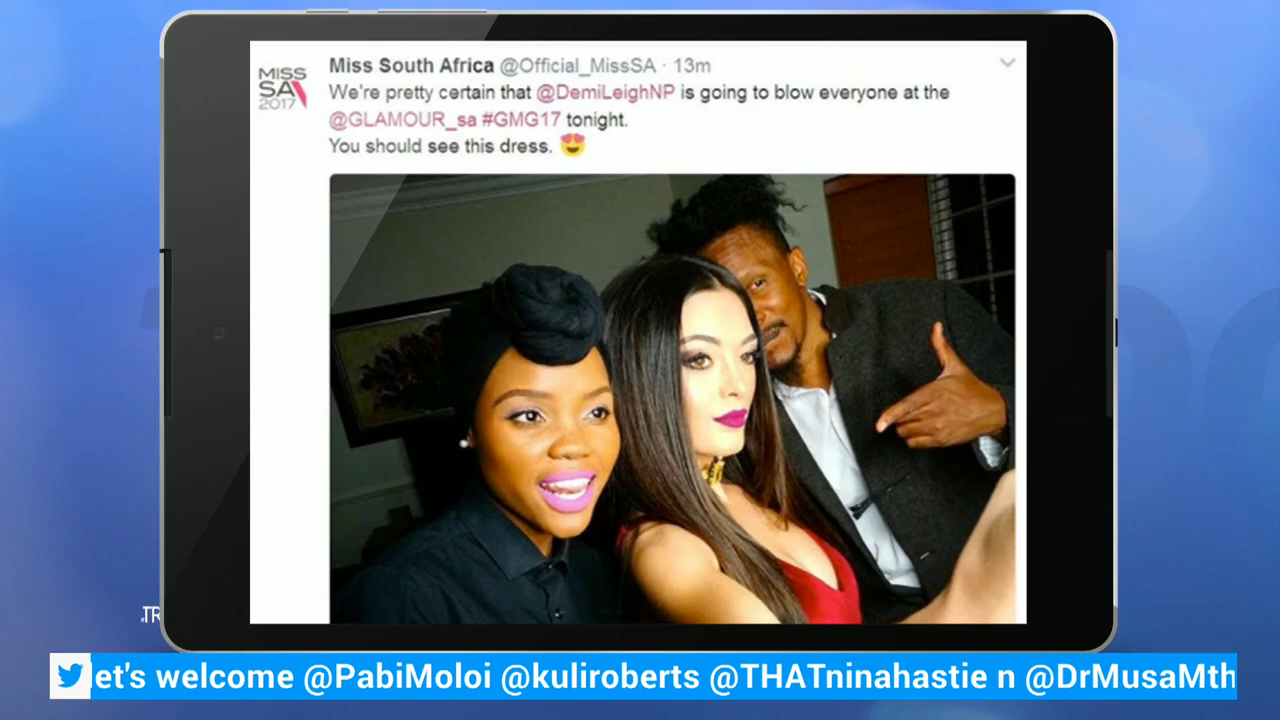 MISS
SA
2017
Miss South Africa @Official_MissSA · 13m
We're pretty certain that @DemiLeighNP is going to blow everyone at the
@GLAMOUR_sa #GMG17 tonight.
You should see this dress. 😍
et's welcome @PabiMoloi @kuliroberts @THATninahastie n @DrMusaMth